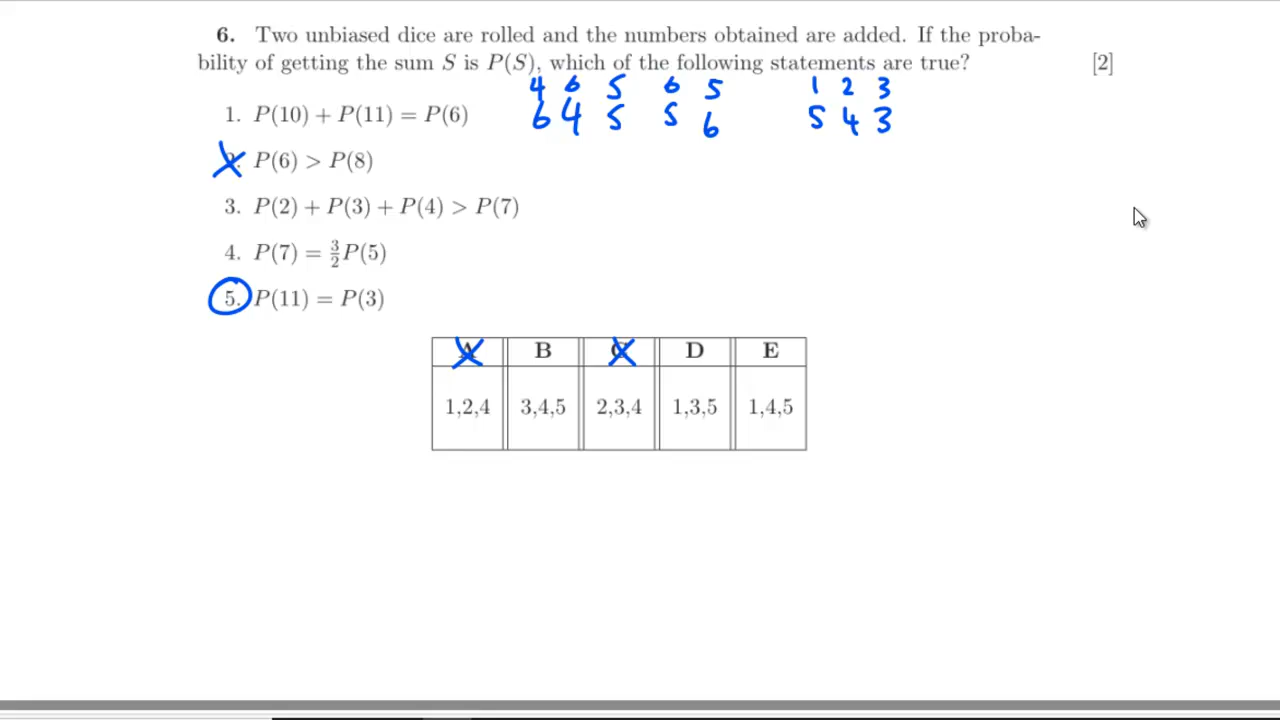 6. Two unbiased dice are rolled and the numbers obtained are added. If the proba-
bility of getting the sum S is P(S), which of the following statements are true? [2]
4 6 5 6 5 1 2 3
6 4 5 5 6 5 4 3
1. P(10) + P(11) = P(6)
P(6) > P(8)
3. P(2) + P(3) + P(4) > P(7)
4. P(7) = 3/2 P(5)
5. P(11) = P(3)
A B C D E
1,2,4 3,4,5 2,3,4 1,3,5 1,4,5